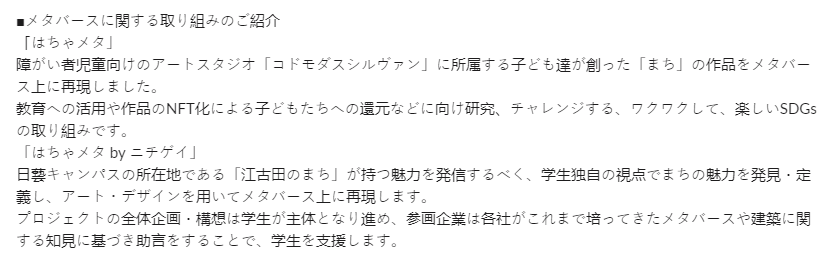 ■メタバースに関する取り組みのご紹介
「はちゃメタ」
障がい者児童向けのアートスタジオ「コドモダスシルヴァン」に所属する子ども達が創った「まち」の作品をメタバー
ス上に再現しました。
教育への活用や作品のNFT化による子どもたちへの還元などに向け研究、チャレンジする、ワクワクして、楽しいSDGs
の取り組みです。
「はちゃメタ by ニチゲイ」
日藝キャンパスの所在地である「江古田のまち」が持つ魅力を発信するべく、学生独自の視点でまちの魅力を発見・定
義し、アート・デザインを用いてメタバース上に再現します。
プロジェクトの全体企画・構想は学生が主体となり進め、参画企業は各社がこれまで培ってきたメタバースや建築に関
する知見に基づき助言をすることで、学生を支援します。